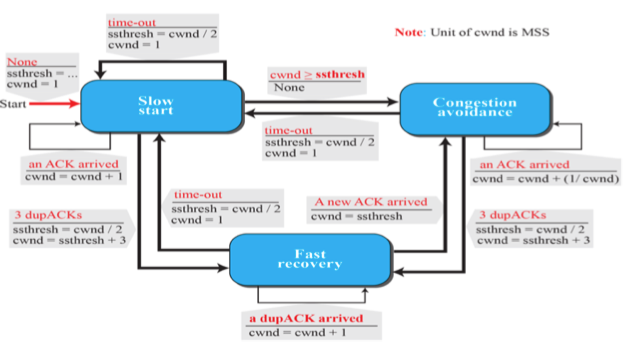 time-out
ssthresh = cwnd / 2
cwnd = 1
Note: Unit of cwnd is MSS
None
ssthresh = ...
cwnd = 1
Start
Slow
start
cwnd ≥ ssthresh
None
Congestion
avoidance
time-out
ssthresh = cwnd / 2
cwnd = 1
an ACK arrived
cwnd = cwnd + 1
an ACK arrived
cwnd = cwnd + (1/ cwnd)
3 dupACKs
ssthresh = cwnd / 2
cwnd = ssthresh + 3
time-out
ssthresh = cwnd / 2
cwnd = 1
A new ACK arrived
cwnd = ssthresh
3 dupACKs
ssthresh = cwnd / 2
cwnd = ssthresh + 3
Fast
recovery
a dupACK arrived
cwnd = cwnd + 1